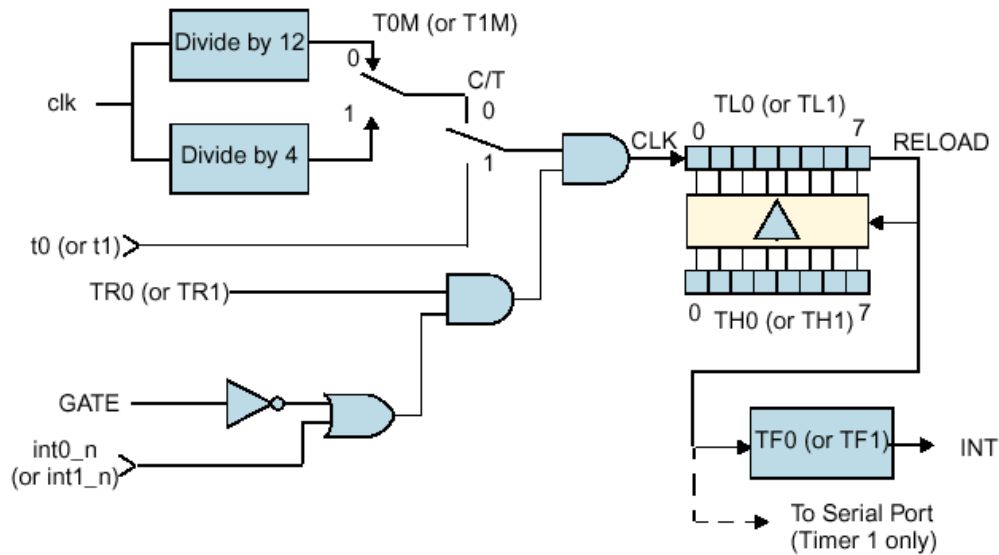 T0M (or T1M)
Divide by 12
0
clk
C/T
0
1
Divide by 4
1
TL0 (or TL1)
0
7
CLK
RELOAD
t0 (or t1)
TR0 (or TR1)
0
7
TH0 (or TH1)
GATE
int0_n
(or int1_n)
TF0 (or TF1)
INT
To Serial Port
(Timer 1 only)